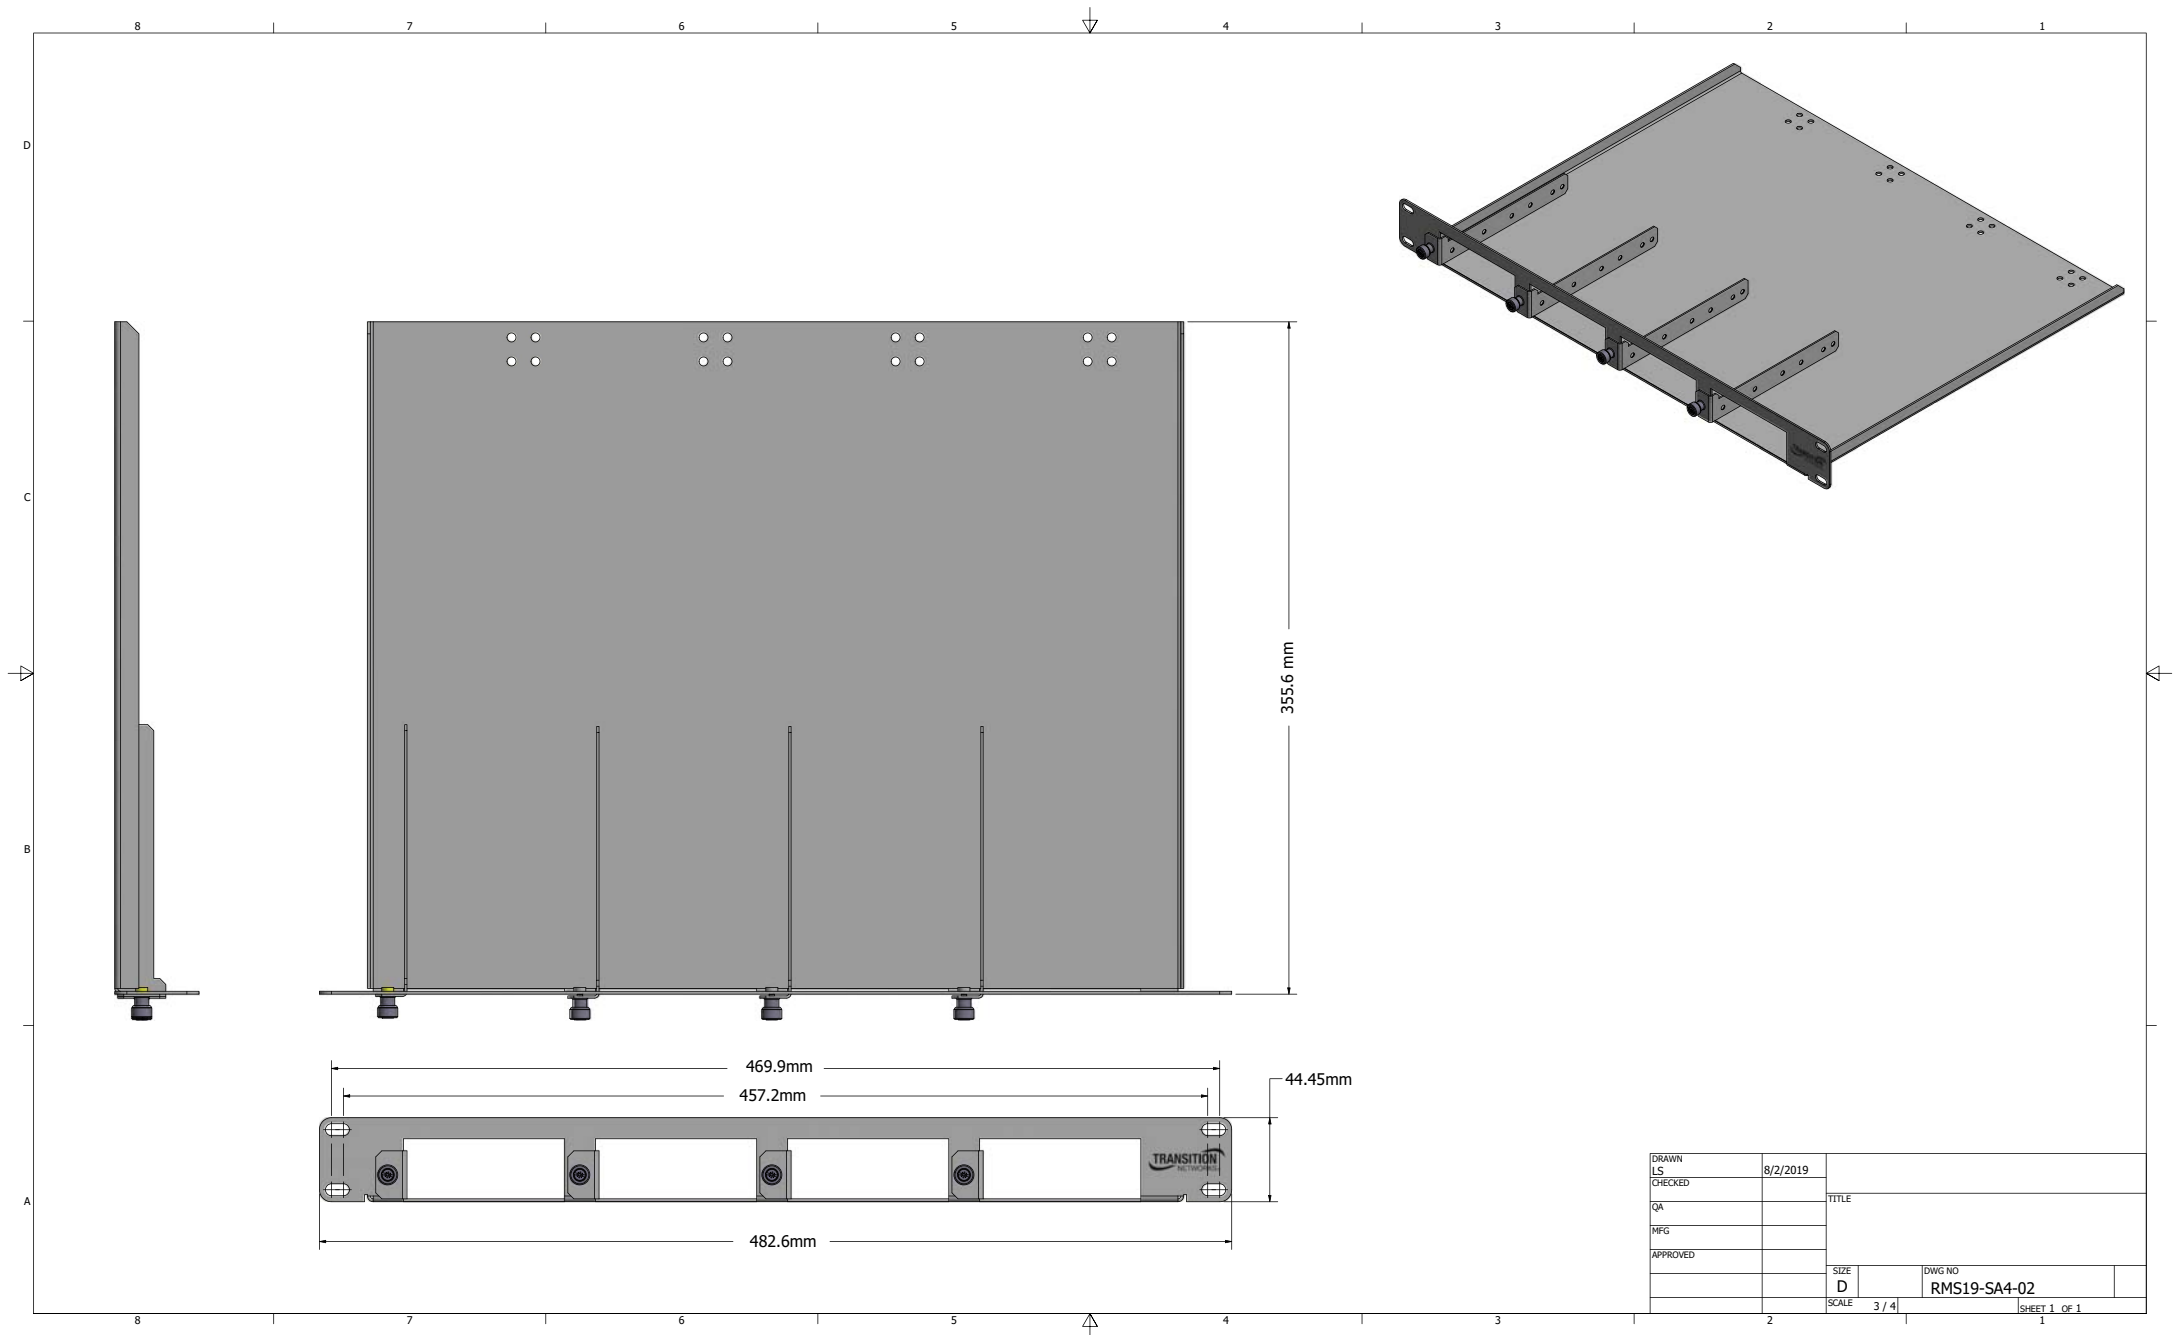 8 7 6 5 4 3 2 1
D
C
B
A
355.6 mm
469.9mm
457.2mm
44.45mm
TRANSITION
NETWORKS
482.6mm
DRAWN
LS 8/2/2019
CHECKED
TITLE
QA
MFG
APPROVED
SIZE
D
DWG NO
RMS19-SA4-02
SCALE 3 / 4
SHEET 1 OF 1
8 7 6 5 4 3 2 1